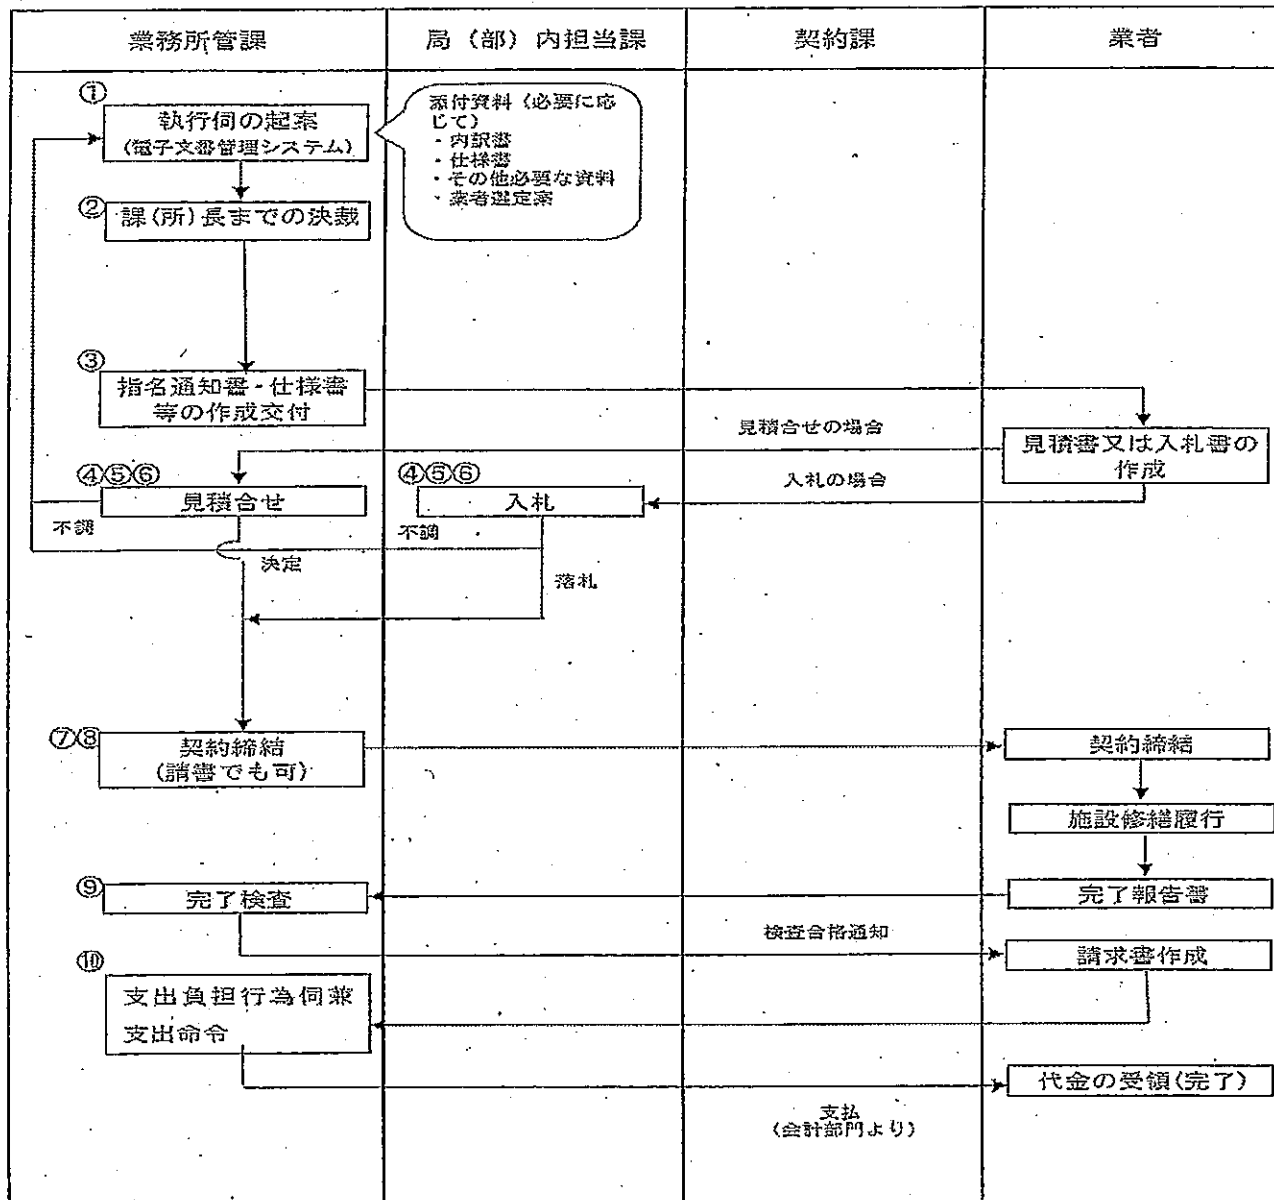 業務所管課
局（部）内担当課
契約課
業者
①
執行伺の起案
(電子文書管理システム)
添付資料（必要に応
じて）
・内訳書
・仕様書
・その他必要な資料
・業者選定案
②
課(所)長までの決裁
③
指名通知書・仕様書
等の作成交付
見積合せの場合
見積書又は入札書の
作成
入札の場合
④⑤⑥
見積合せ
④⑤⑥
入札
不調
不調
決定
落札
⑦⑧
契約締結
(請書でも可)
契約締結
施設修繕履行
⑨
完了検査
完了報告書
検査合格通知
請求書作成
⑩
支出負担行為伺兼
支出命令
代金の受領(完了)
支払
(会計部門より)